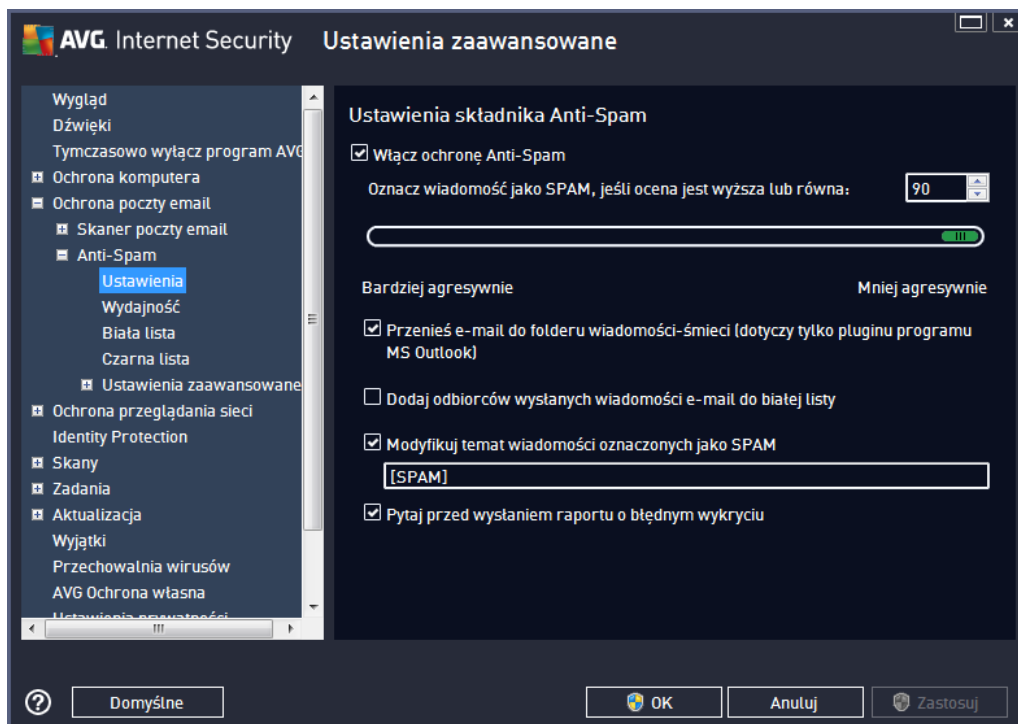 AVG. Internet Security
Ustawienia zaawansowane
Wygląd
Dźwięki
Tymczasowo wyłącz program AVG
Ochrona komputera
Ochrona poczty email
Skaner poczty email
Anti-Spam
Ustawienia
Wydajność
Biała lista
Czarna lista
Ustawienia zaawansowane
Ochrona przeglądania sieci
Identity Protection
Skany
Zadania
Aktualizacja
Wyjątki
Przechowalnia wirusów
AVG Ochrona własna
Ustawienia prywatności
Ustawienia składnika Anti-Spam
Włącz ochronę Anti-Spam
Oznacz wiadomość jako SPAM, jeśli ocena jest wyższa lub równa: 90
Bardziej agresywnie Mniej agresywnie
Przenieś e-mail do folderu wiadomości-śmieci (dotyczy tylko pluginu programu
MS Outlook)
Dodaj odbiorców wysłanych wiadomości e-mail do białej listy
Modyfikuj temat wiadomości oznaczonych jako SPAM
[SPAM]
Pytaj przed wysłaniem raportu o błędnym wykryciu
? Domyślne OK Anuluj Zastosuj